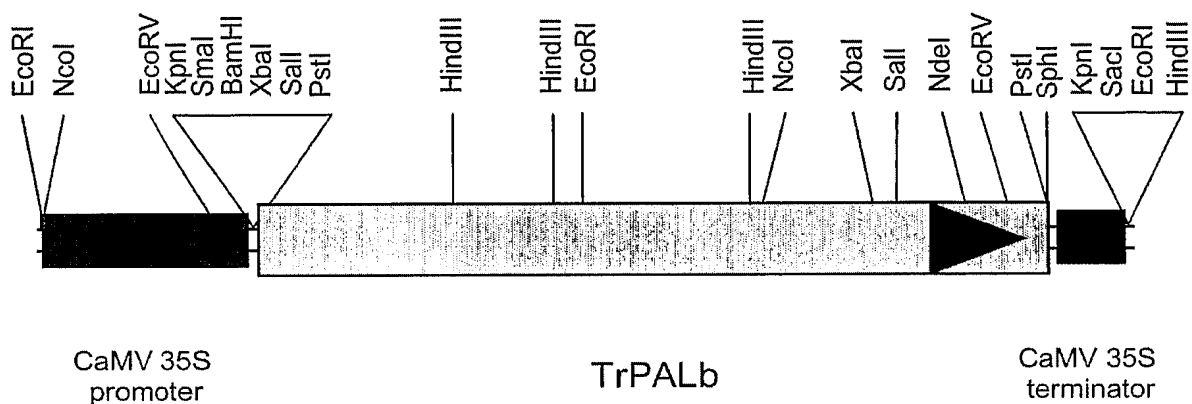 EcoRI
NcoI
EcoRV
KpnI
SmaI
BamHI
XbaI
SalI
PstI
HindIII
HindIII
EcoRI
HindIII
NcoI
XbaI
SalI
NdeI
EcoRV
PstI
SphI
KpnI
SacI
EcoRI
HindIII
CaMV 35S
promoter
TrPALb
CaMV 35S
terminator